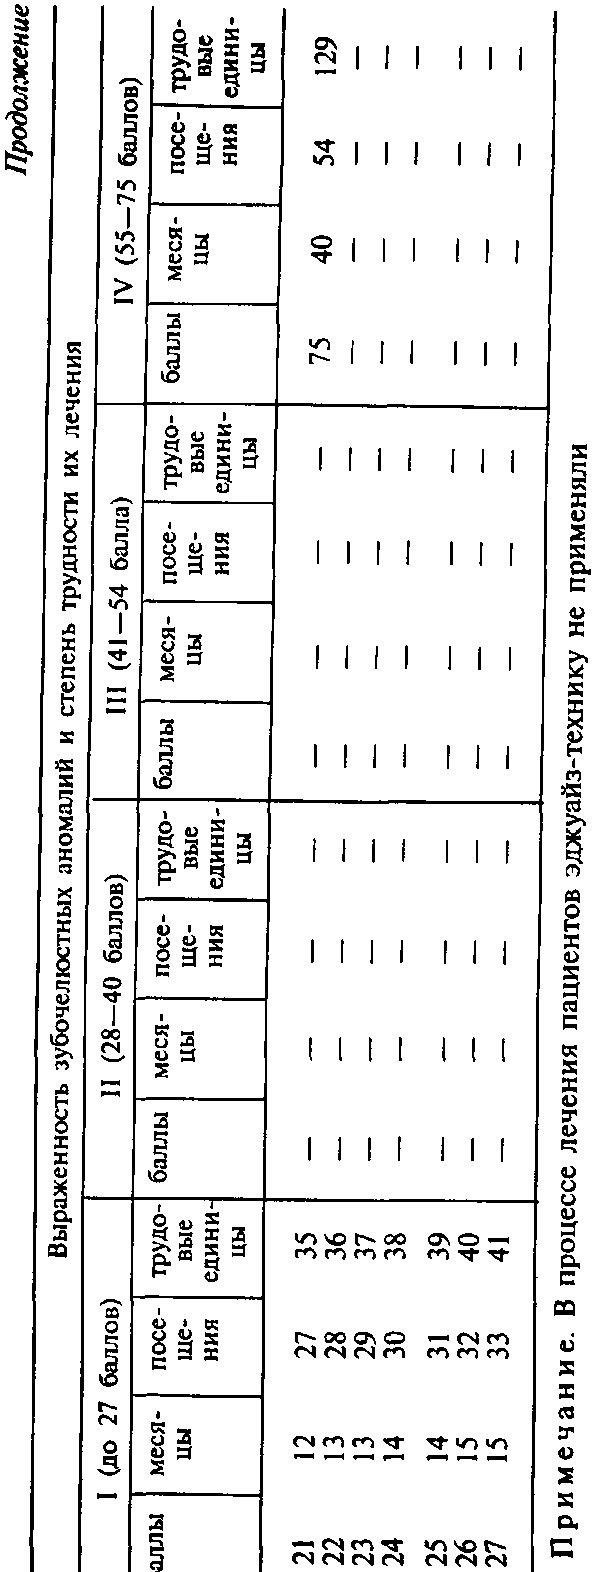 Продолжение
Выраженность зубочелюстных аномалий и степень трудности их лечения
I (до 27 баллов) II (28—40 баллов) III (41—54 балла) IV (55—75 баллов)
баллы меся- посе- трудо- баллы меся- посе- трудо- баллы меся- посе- трудо- баллы меся- посе- трудо-
цы ще- вые цы ще- вые цы ще- вые цы ще- вые
ния едини- ния едини- ния едини- ния едини-
цы цы цы цы
21 12 27 35 — — — — — — — — 75 40 54 129
22 13 28 36 — — — — — — — — — — — —
23 13 29 37 — — — — — — — — — — — —
24 14 30 38 — — — — — — — — — — — —
25 14 31 39 — — — — — — — — — — — —
26 15 32 40 — — — — — — — — — — — —
27 15 33 41 — — — — — — — — — — — —
Примечание. В процессе лечения пациентов эджуайз-технику не применяли